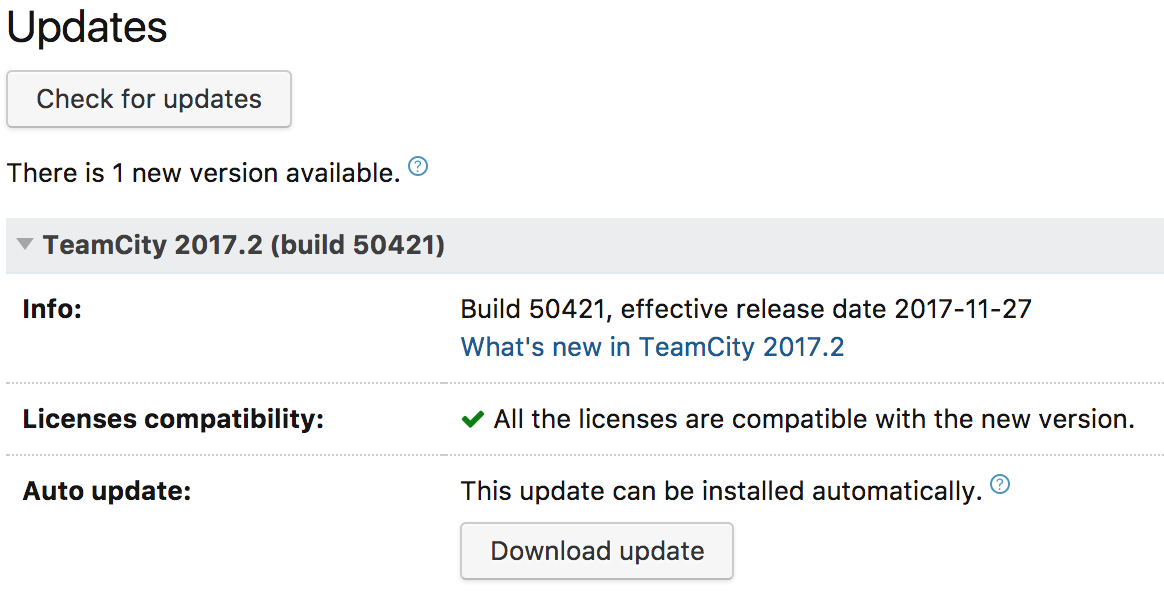 Updates
Check for updates
There is 1 new version available. ?
TeamCity 2017.2 (build 50421)
Info:
Build 50421, effective release date 2017-11-27
What's new in TeamCity 2017.2
Licenses compatibility:
All the licenses are compatible with the new version.
Auto update:
This update can be installed automatically. ?
Download update